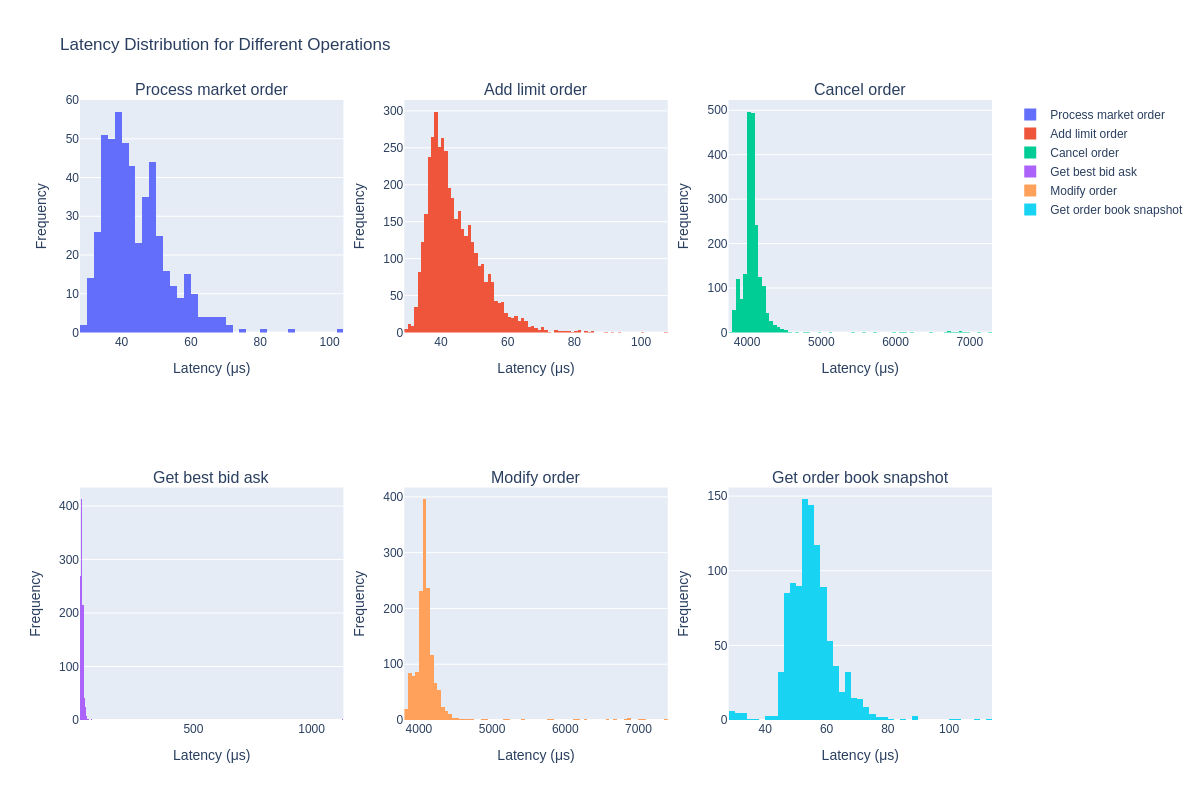 Latency Distribution for Different Operations
Process market order
Add limit order
Cancel order
60
50
40
30
20
10
0
Frequency
40
60
80
100
Latency (μs)
300
250
200
150
100
50
0
Frequency
40
60
80
100
Latency (μs)
500
400
300
200
100
0
Frequency
4000
5000
6000
7000
Latency (μs)
Process market order
Add limit order
Cancel order
Get best bid ask
Modify order
Get order book snapshot
Get best bid ask
Modify order
Get order book snapshot
400
300
200
100
0
Frequency
500
1000
Latency (μs)
400
300
200
100
0
Frequency
4000
5000
6000
7000
Latency (μs)
150
100
50
0
Frequency
40
60
80
100
Latency (μs)